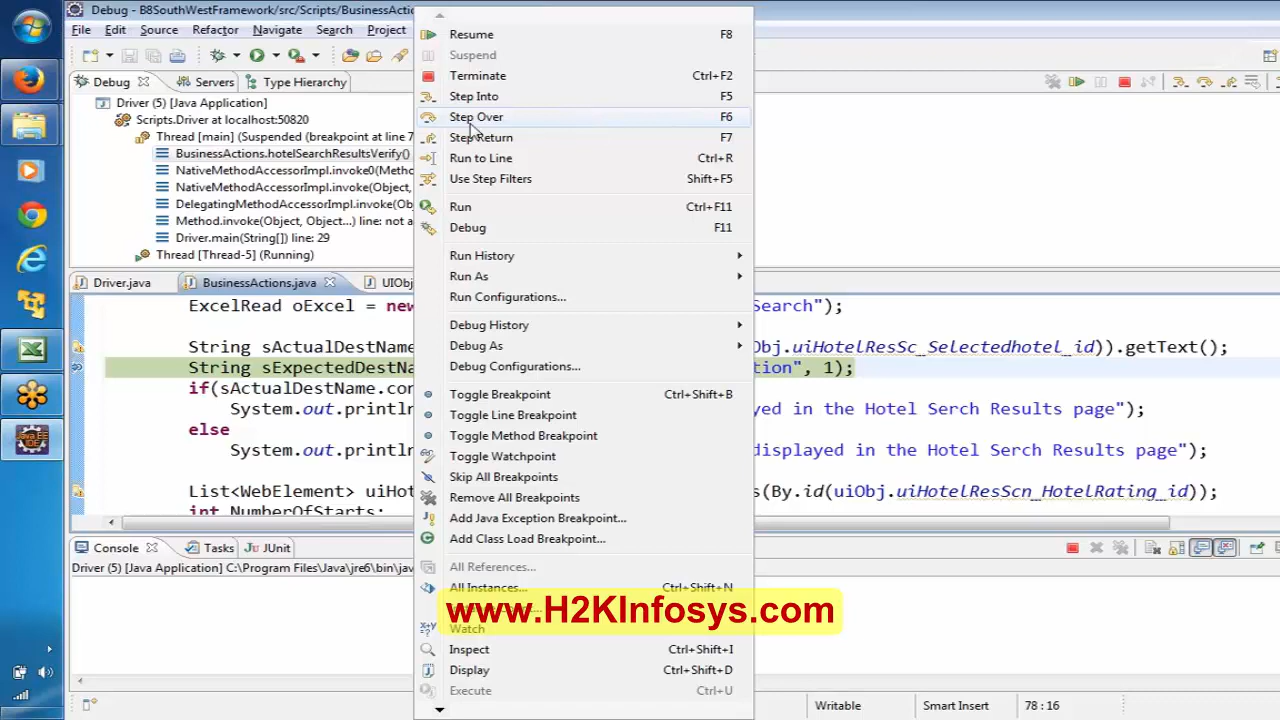 Debug - B8SouthWestFramework/src/Scripts/BusinessActio
File Edit Source Refactor Navigate Search Project
Debug Servers Type Hierarchy
Driver (5) [Java Application]
Scripts.Driver at localhost:50820
Thread [main] (Suspended (breakpoint at line 7
BusinessActions.hotelSearchResultsVerify()
NativeMethodAccessorImpl.invoke0(Metho
NativeMethodAccessorImpl.invoke(Object,
DelegatingMethodAccessorImpl.invoke(O
Method.invoke(Object, Object...) line: not a
Driver.main(String[]) line: 29
Thread [Thread-5] (Running)
Resume F8
Suspend
Terminate Ctrl+F2
Step Into F5
Step Over F6
Step Return F7
Run to Line Ctrl+R
Use Step Filters Shift+F5
Run Ctrl+F11
Debug F11
Run History
Run As
Run Configurations...
Debug History
Debug As
Debug Configurations...
Toggle Breakpoint Ctrl+Shift+B
Toggle Line Breakpoint
Toggle Method Breakpoint
Toggle Watchpoint
Skip All Breakpoints
Remove All Breakpoints
Add Java Exception Breakpoint...
Add Class Load Breakpoint...
All References...
All Instances... Ctrl+Shift+N
Watch
Inspect Ctrl+Shift+I
Display Ctrl+Shift+D
Execute Ctrl+U
Driver.java BusinessActions.java UIObj
ExcelRead oExcel = new Search");
String sActualDestName Obj.uiHotelResSc_Selectedhotel_id)).getText();
String sExpectedDestNa tion", 1);
if(sActualDestName.con
System.out.println yed in the Hotel Serch Results page");
else
System.out.println displayed in the Hotel Serch Results page");
List<WebElement> uiHot s(By.id(uiObj.uiHotelResScn_HotelRating_id));
int NumberOfStarts;
Console Tasks JUnit
Driver (5) [Java Application] C:\Program Files\Java\jre6\bin\jav
www.H2KInfosys.com
Writable Smart Insert 78 : 16